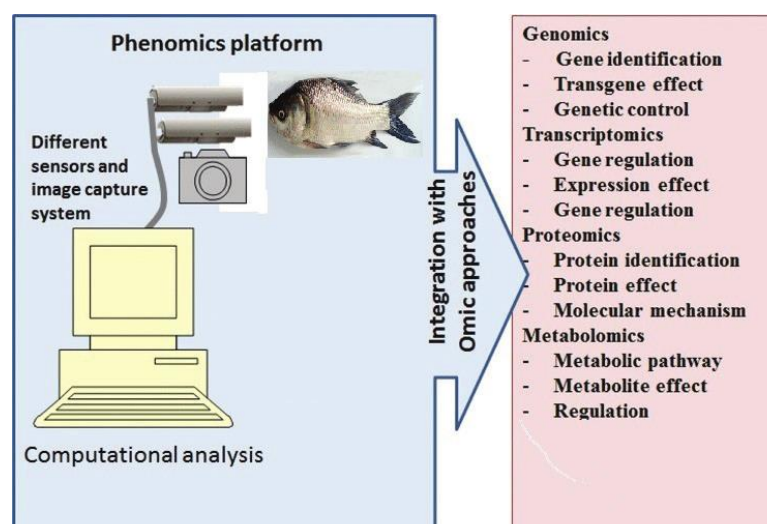 Phenomics platform
Different
sensors and
image capture
system
Computational analysis
Integration with
Omic approaches
Genomics
- Gene identification
- Transgene effect
- Genetic control
Transcriptomics
- Gene regulation
- Expression effect
- Gene regulation
Proteomics
- Protein identification
- Protein effect
- Molecular mechanism
Metabolomics
- Metabolic pathway
- Metabolite effect
- Regulation